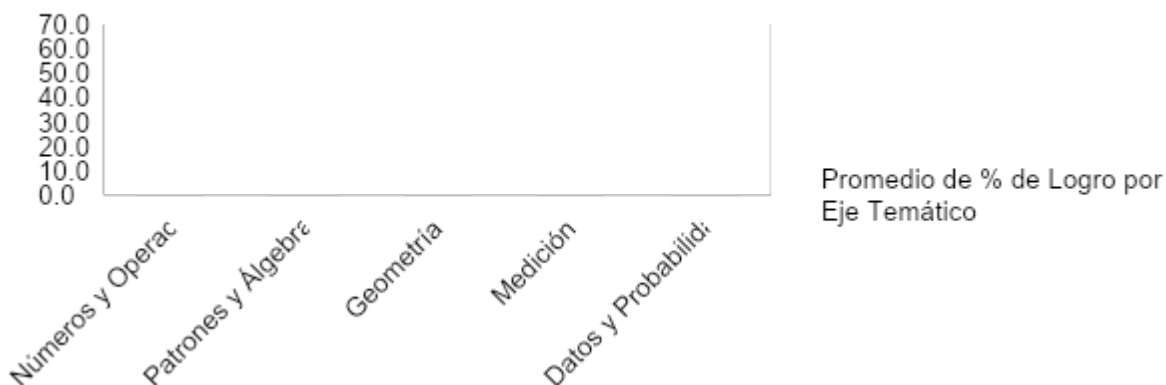 70.0
60.0
50.0
40.0
30.0
20.0
10.0
0.0
Promedio de % de Logro por
Eje Temático
Números y Operac
Patrones y Álgebra
Geometría
Medición
Datos y Probabilid